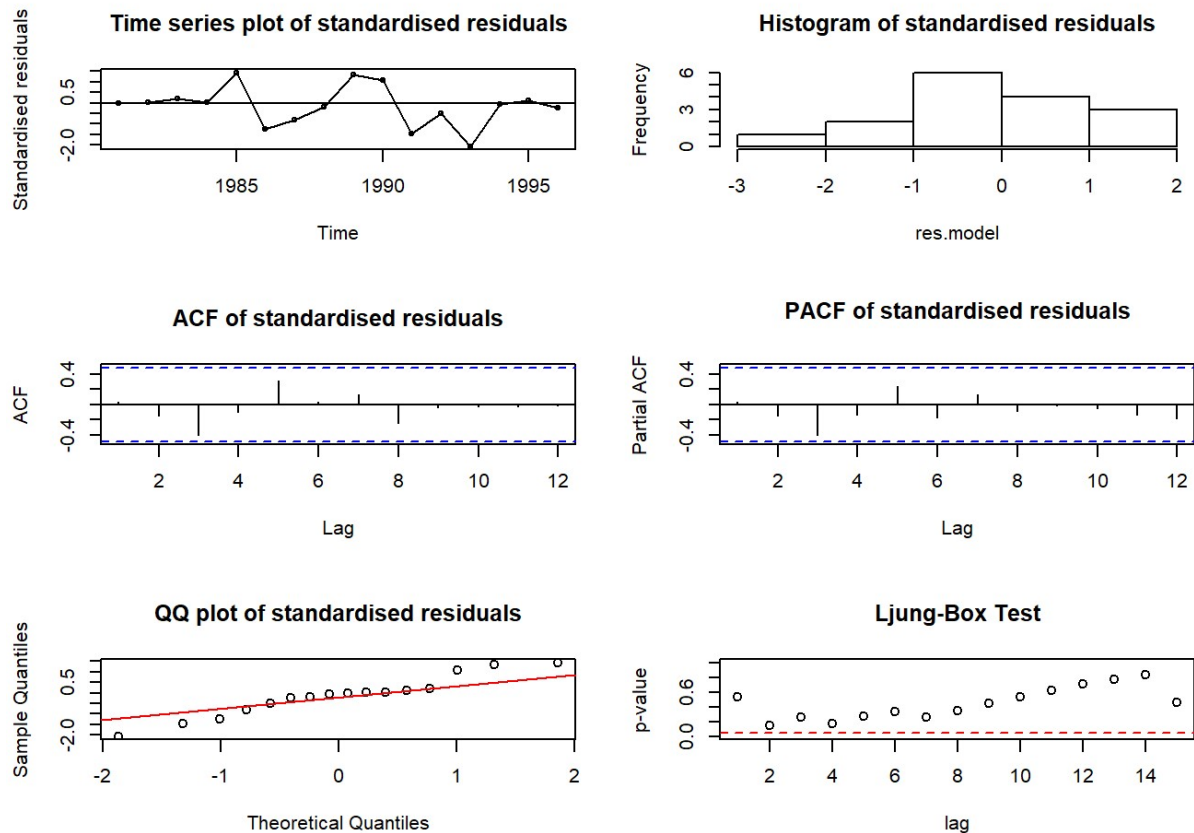 Time series plot of standardised residuals
Standardised residuals
0.5
-2.0
1985 1990 1995
Time
Histogram of standardised residuals
Frequency
6
3
0
-3 -2 -1 0 1 2
res.model
ACF of standardised residuals
ACF
0.4
-0.4
2 4 6 8 10 12
Lag
PACF of standardised residuals
Partial ACF
0.4
-0.4
2 4 6 8 10 12
Lag
QQ plot of standardised residuals
Sample Quantiles
0.5
-2.0
-2 -1 0 1 2
Theoretical Quantiles
Ljung-Box Test
p-value
0.6
0.0
2 4 6 8 10 12 14
lag